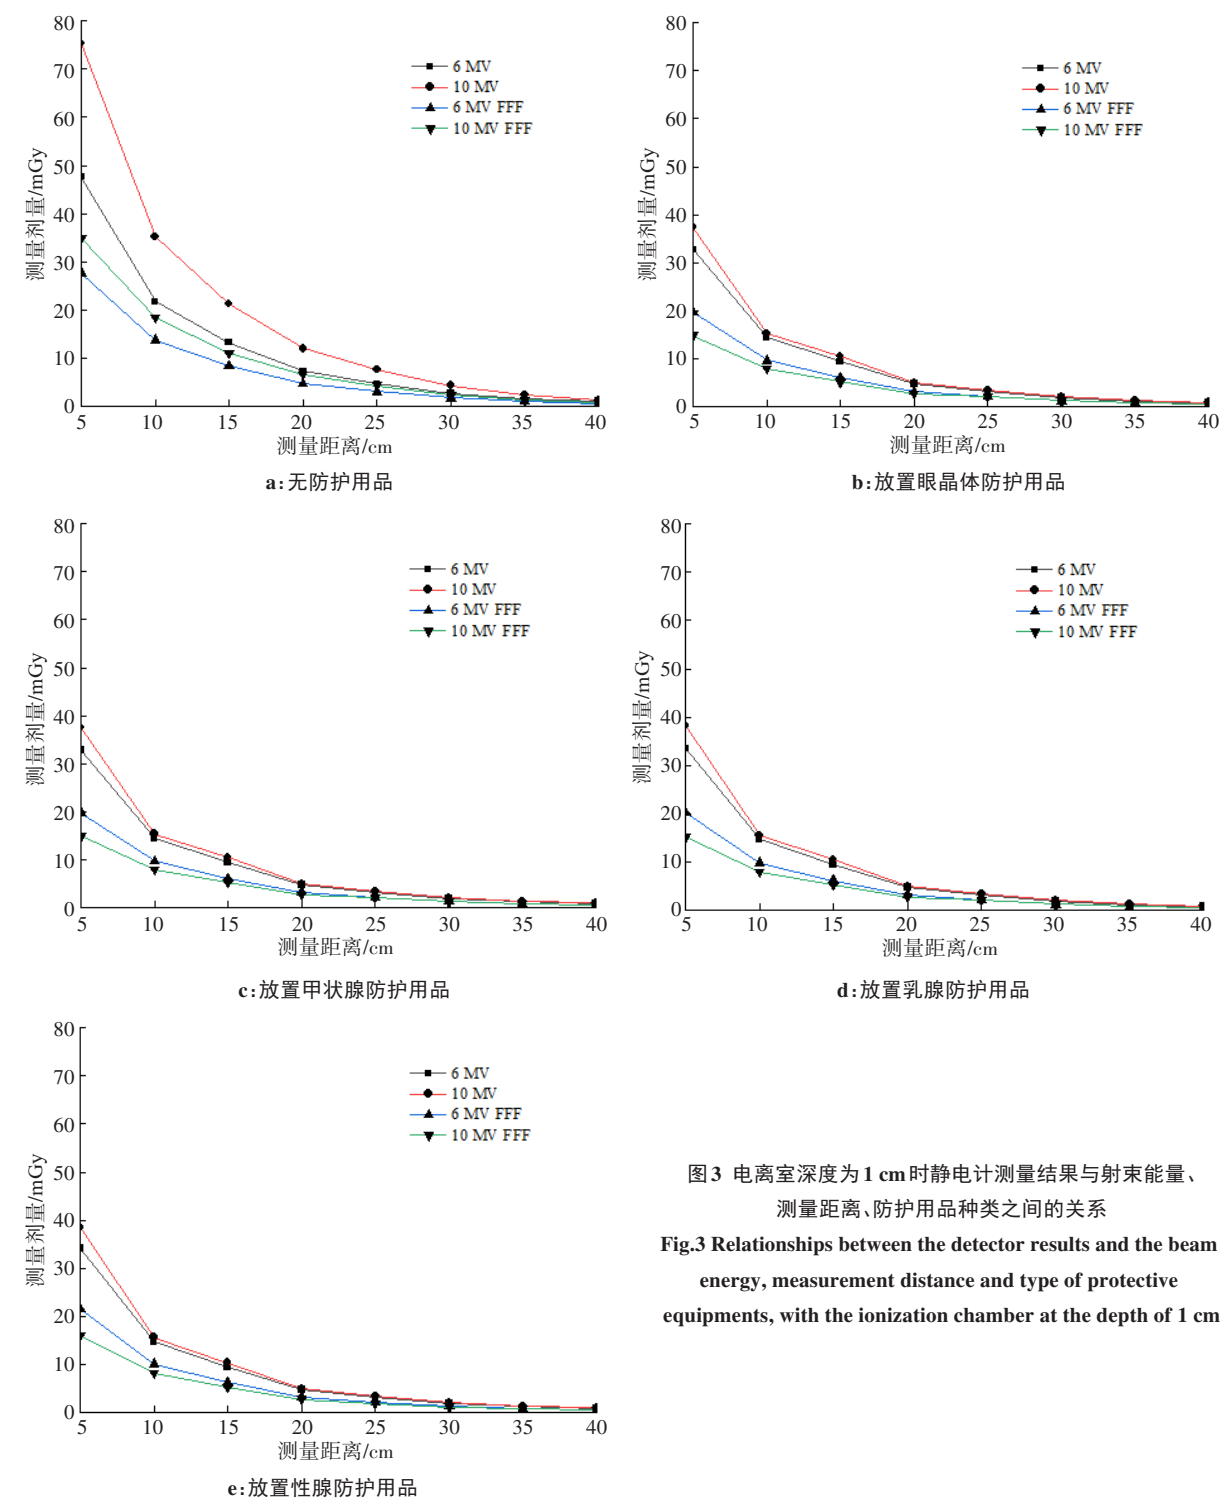 80
70
60
50
40
30
20
10
0
测量剂量/mGy
6 MV
10 MV
6 MV FFF
10 MV FFF
5 10 15 20 25 30 35 40
测量距离/cm
a:无防护用品
80
70
60
50
40
30
20
10
0
测量剂量/mGy
6 MV
10 MV
6 MV FFF
10 MV FFF
5 10 15 20 25 30 35 40
测量距离/cm
b:放置眼晶体防护用品
80
70
60
50
40
30
20
10
0
测量剂量/mGy
6 MV
10 MV
6 MV FFF
10 MV FFF
5 10 15 20 25 30 35 40
测量距离/cm
c:放置甲状腺防护用品
80
70
60
50
40
30
20
10
0
测量剂量/mGy
6 MV
10 MV
6 MV FFF
10 MV FFF
5 10 15 20 25 30 35 40
测量距离/cm
d:放置乳腺防护用品
80
70
60
50
40
30
20
10
0
测量剂量/mGy
6 MV
10 MV
6 MV FFF
10 MV FFF
5 10 15 20 25 30 35 40
测量距离/cm
e:放置性腺防护用品
图3 电离室深度为1 cm时静电计测量结果与射束能量、
测量距离、防护用品种类之间的关系
Fig.3 Relationships between the detector results and the beam
energy, measurement distance and type of protective
equipments, with the ionization chamber at the depth of 1 cm